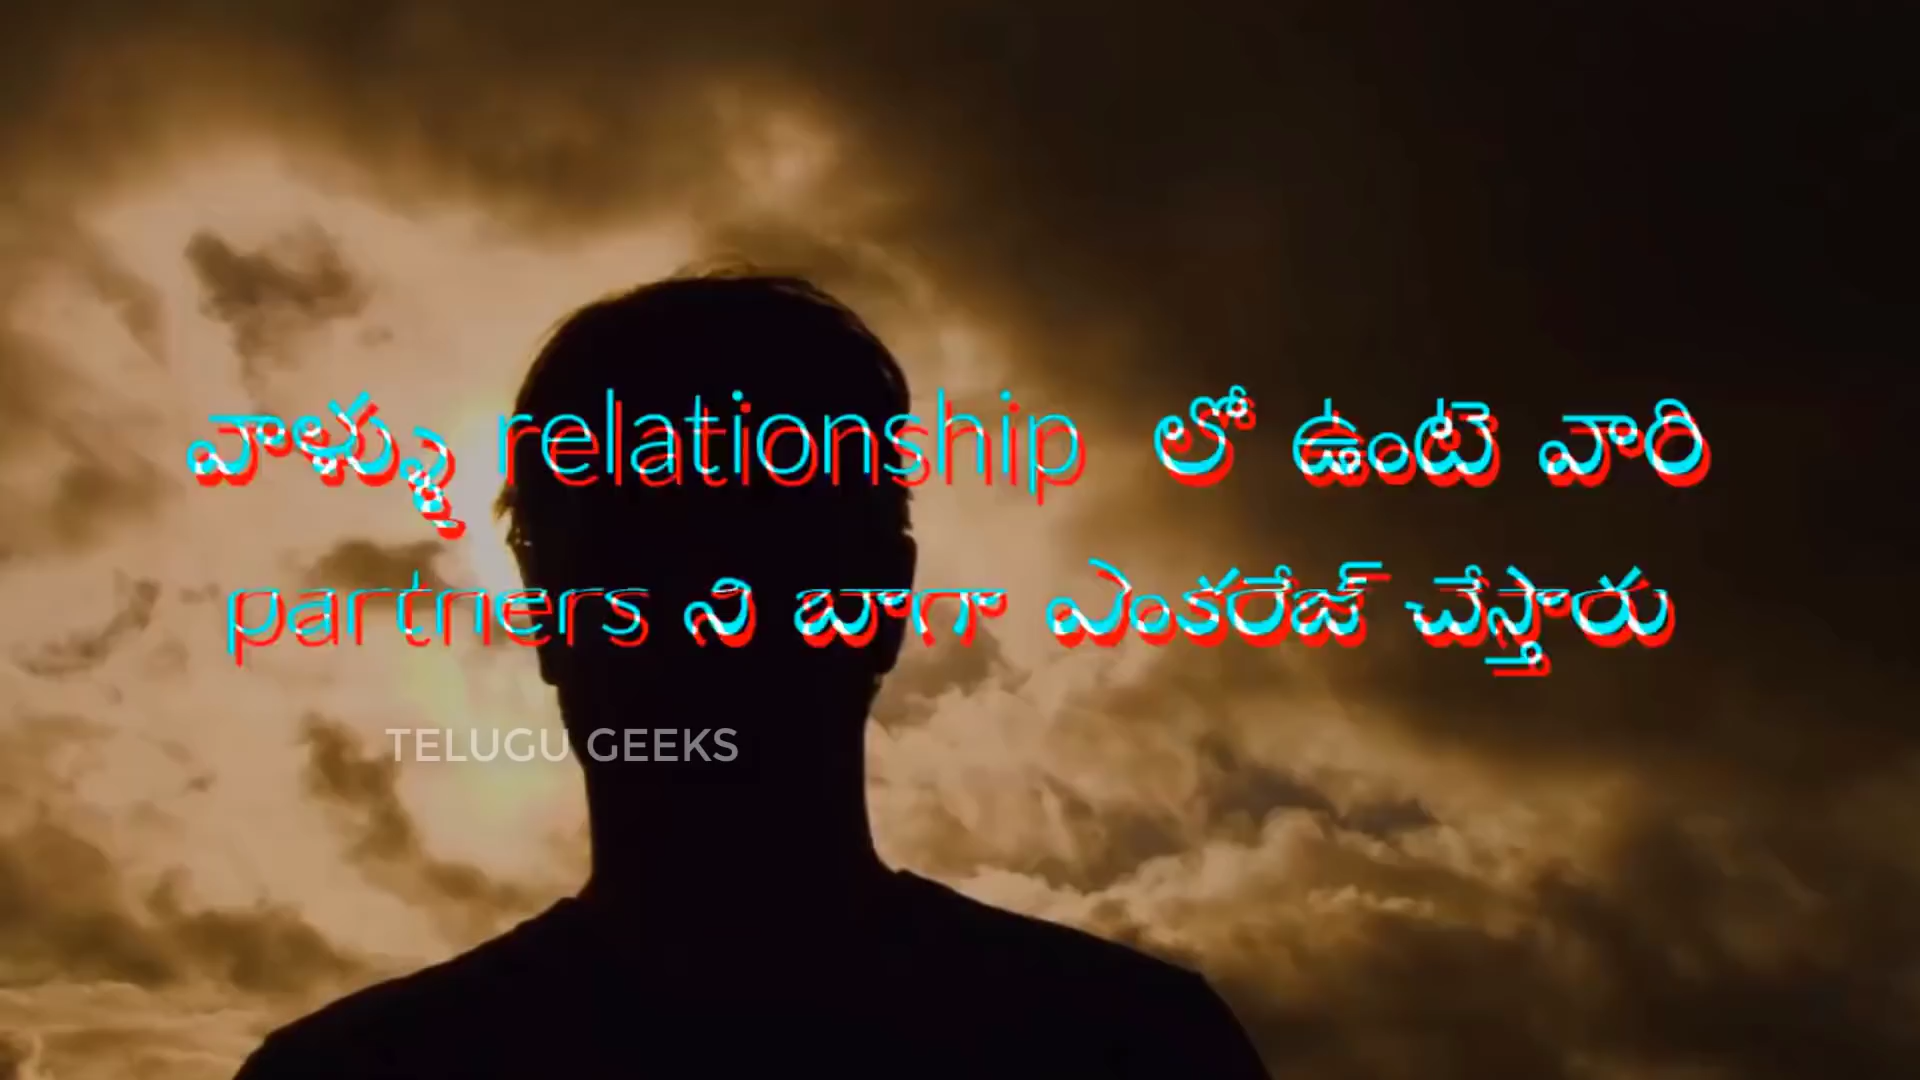 వాళ్ళు relationship లో ఉంటె వారి
partners ని బాగా ఎంకరేజ్ చేస్తారు
TELUGU GEEKS